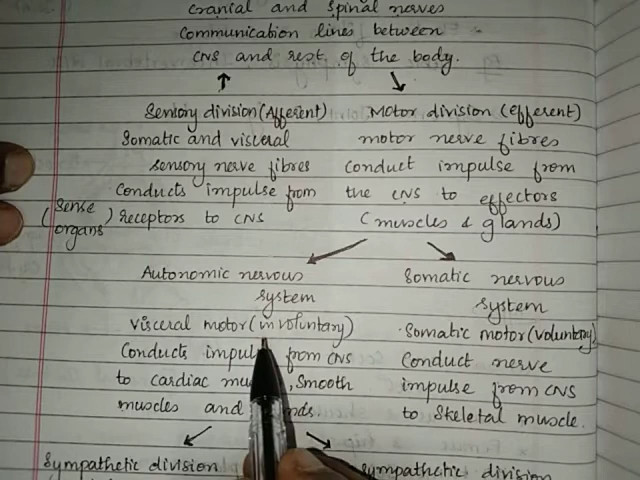 Cranial and Spinal nerves
Communication lines between
CNS and rest of the body.
Sensory division (Afferent)
Somatic and visceral
sensory nerve fibres
Conducts impulse from
(Sense organs) receptors to CNS
Motor division (efferent)
motor nerve fibres
Conduct impulse from
the CNS to effectors
(muscles & glands)
Autonomic nervous
system
Visceral motor (involuntary)
Conducts impulse from CNS
to cardiac , Smooth
muscles and
Somatic nervous
system
Somatic motor (voluntary)
Conduct nerve
impulse from CNS
to Skeletal muscle.
Sympathetic division
sympathetic division